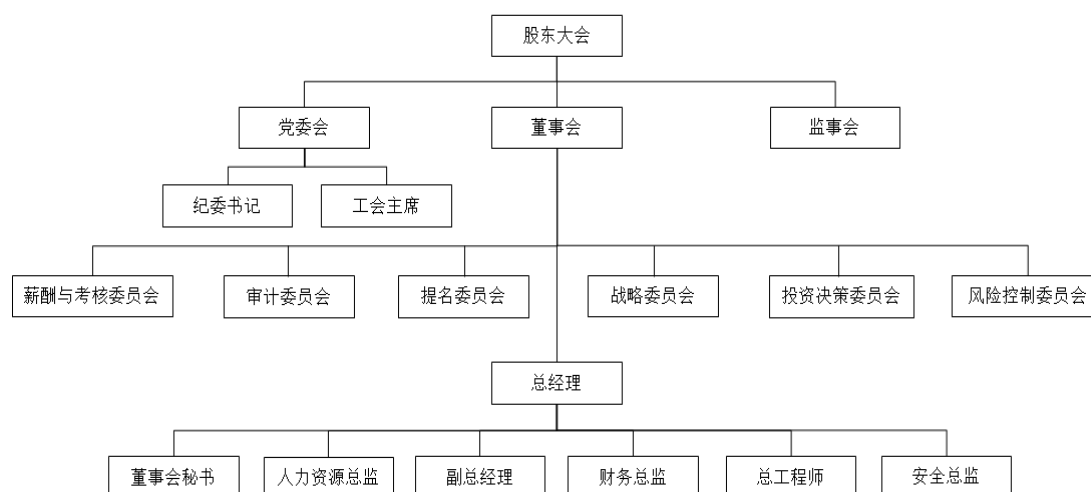 股东大会
党委会
董事会
监事会
纪委书记
工会主席
薪酬与考核委员会
审计委员会
提名委员会
战略委员会
投资决策委员会
风险控制委员会
总经理
董事会秘书
人力资源总监
副总经理
财务总监
总工程师
安全总监